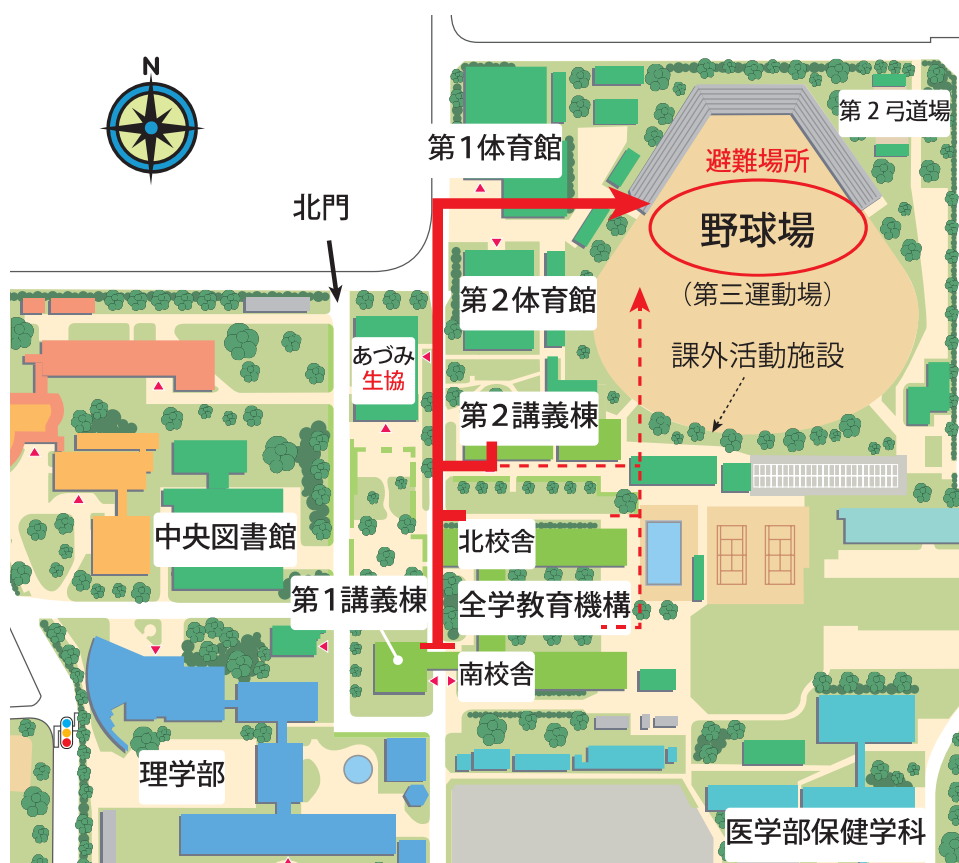 N
第2弓道場
第1体育館
避難場所
北門
野球場
第2体育館
(第三運動場)
あづみ
生協
課外活動施設
第2講義棟
中央図書館
北校舎
第1講義棟
全学教育機構
南校舎
理学部
医学部保健学科